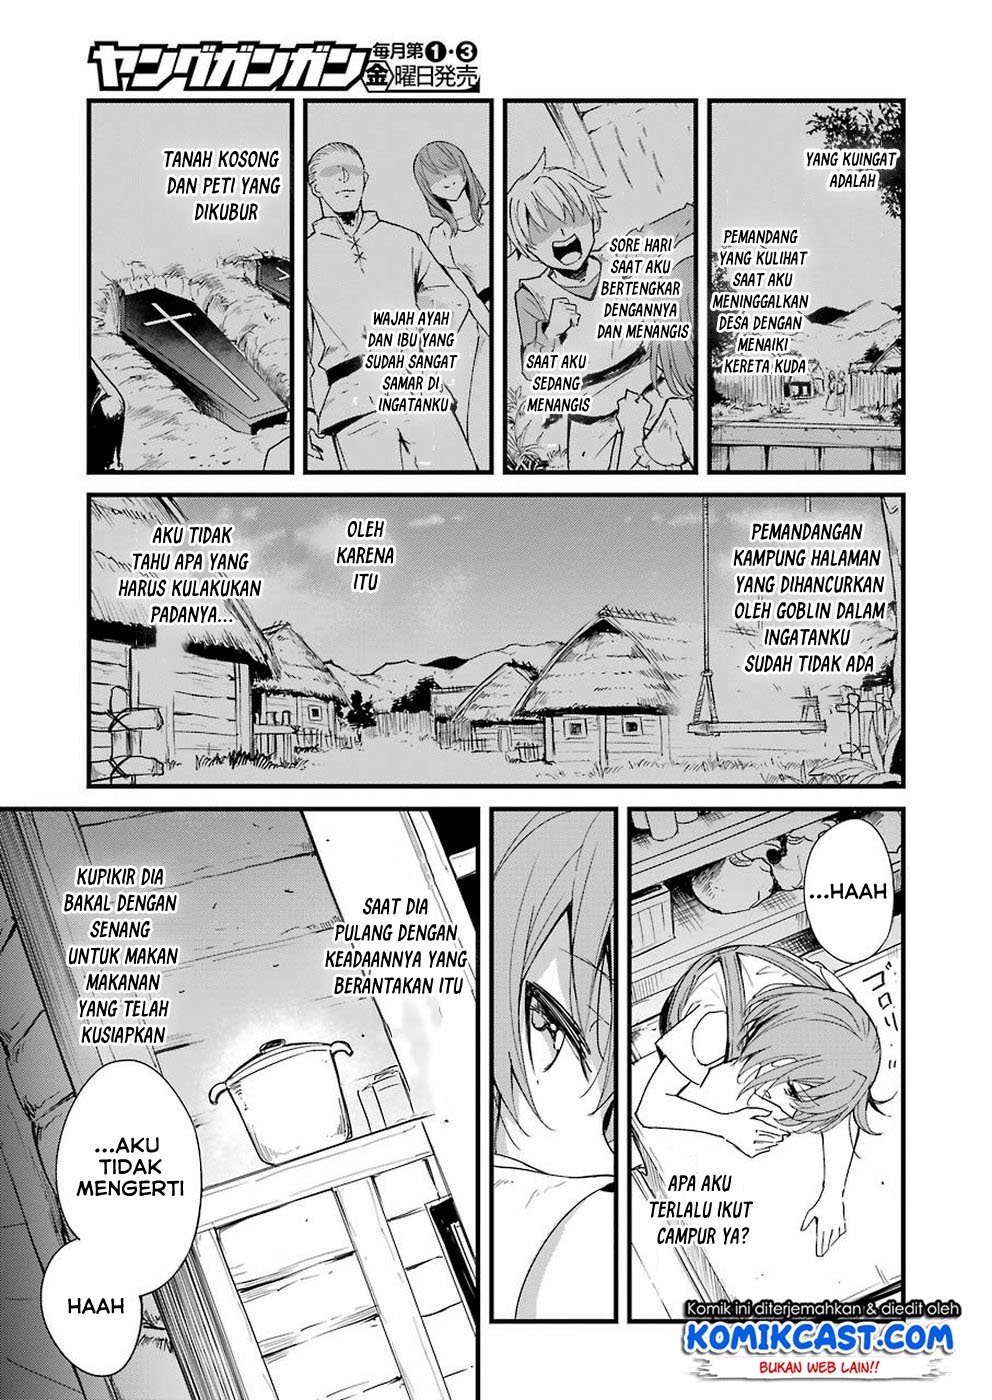 ヤングガンガン
毎月第❶・❸
㊎曜日発売
YANG KUINGAT
ADALAH
PEMANDANG
YANG KULIHAT
SAAT AKU
MENINGGALKAN
DESA DENGAN
MENAIKI
KERETA KUDA
SORE HARI
SAAT AKU
BERTENGKAR
DENGANNYA
DAN MENANGIS
SAAT AKU
SEDANG
MENANGIS
WAJAH AYAH
DAN IBU YANG
SUDAH SANGAT
SAMAR DI
INGATANKU
TANAH KOSONG
DAN PETI YANG
DIKUBUR
PEMANDANGAN
KAMPUNG HALAMAN
YANG DIHANCURKAN
OLEH GOBLIN DALAM
INGATANKU
SUDAH TIDAK ADA
OLEH
KARENA
ITU
AKU TIDAK
TAHU APA YANG
HARUS KULAKUKAN
PADANYA...
...HAAH
ゴロリ
APA AKU
TERLALU IKUT
CAMPUR YA?
SAAT DIA
PULANG DENGAN
KEADAANNYA YANG
BERANTAKAN ITU
KUPIKIR DIA
BAKAL DENGAN
SENANG
UNTUK MAKAN
MAKANAN
YANG TELAH
KUSIAPKAN
...AKU
TIDAK
MENGERTI
HAAH
Komik ini diterjemahkan & diedit oleh
KOMIKCAST.COM
BUKAN WEB LAIN!!